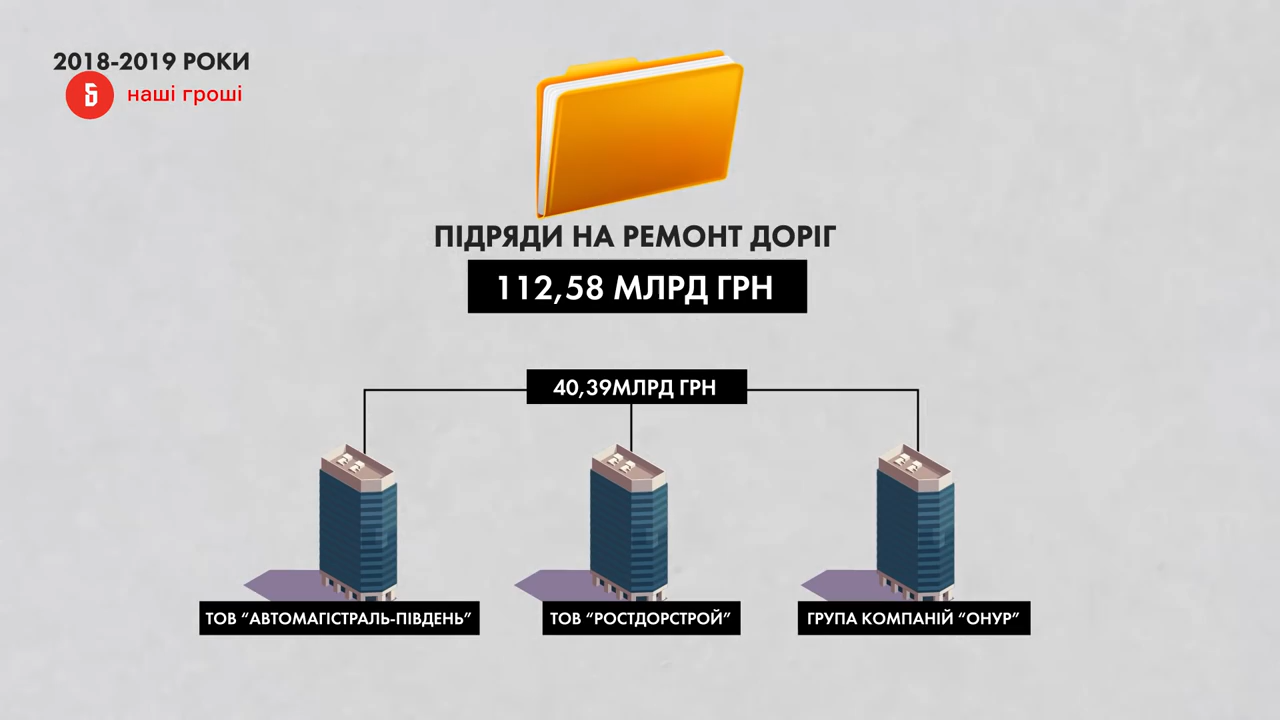 2018-2019 РОКИ
Б наші гроші
ПІДРЯДИ НА РЕМОНТ ДОРІГ
112,58 МЛРД ГРН
40,39МЛРД ГРН
ТОВ “АВТОМАГІСТРАЛЬ-ПІВДЕНЬ”
ТОВ “РОСТДОРСТРОЙ”
ГРУПА КОМПАНІЙ “ОНУР”